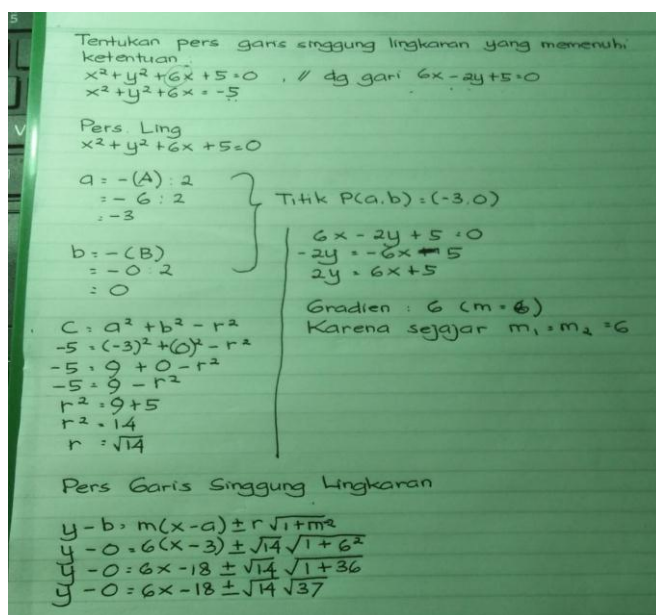 Tentukan pers garis singgung lingkaran yang memenuhi
ketentuan.
x² + y² + 6x + 5 = 0 , // dg gari 6x - 2y + 5 = 0
x² + y² + 6x = -5
Pers. Ling
x² + y² + 6x + 5 = 0
a = -(A) : 2
= - 6 : 2
= -3
b = -(B)
= -0 : 2
= 0
Titik P(a, b) = (-3, 0)
C = a² + b² - r²
-5 = (-3)² + (0)² - r²
-5 = 9 + 0 - r²
-5 = 9 - r²
r² = 9 + 5
r² = 14
r = √14
6x - 2y + 5 = 0
-2y = -6x - 5
2y = 6x + 5
Gradien : 6 (m = 6)
Karena sejajar m₁ = m₂ = 6
Pers Garis Singgung Lingkaran
y - b = m(x - a) ± r √1+m²
y - 0 = 6(x - 3) ± √14 √1 + 6²
y - 0 = 6x - 18 ± √14 √1 + 36
y - 0 = 6x - 18 ± √14 √37